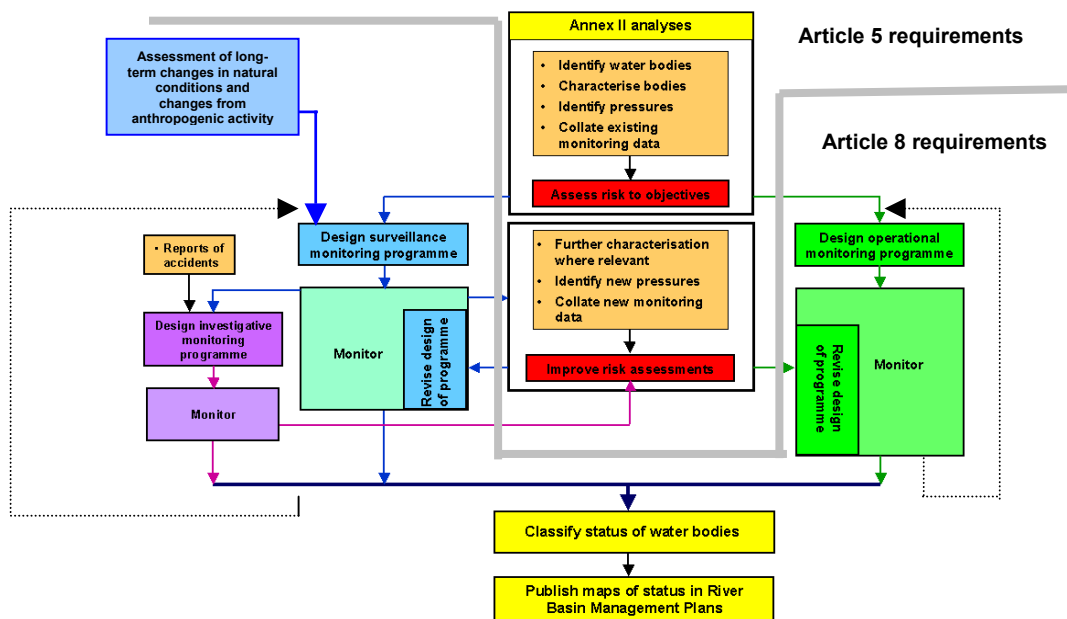 Annex II analyses
Article 5 requirements
Assessment of long-
term changes in natural
conditions and
changes from
anthropogenic activity
• Identify water bodies
• Characterise bodies
• Identify pressures
• Collate existing
monitoring data
Article 8 requirements
Assess risk to objectives
Design surveillance
monitoring programme
Design operational
monitoring programme
• Reports of
accidents
• Further characterisation
where relevant
• Identify new pressures
• Collate new monitoring
data
Design investigative
monitoring
programme
Monitor
Revise design
of programme
Improve risk assessments
Revise design
of programme
Monitor
Monitor
Classify status of water bodies
Publish maps of status in River
Basin Management Plans